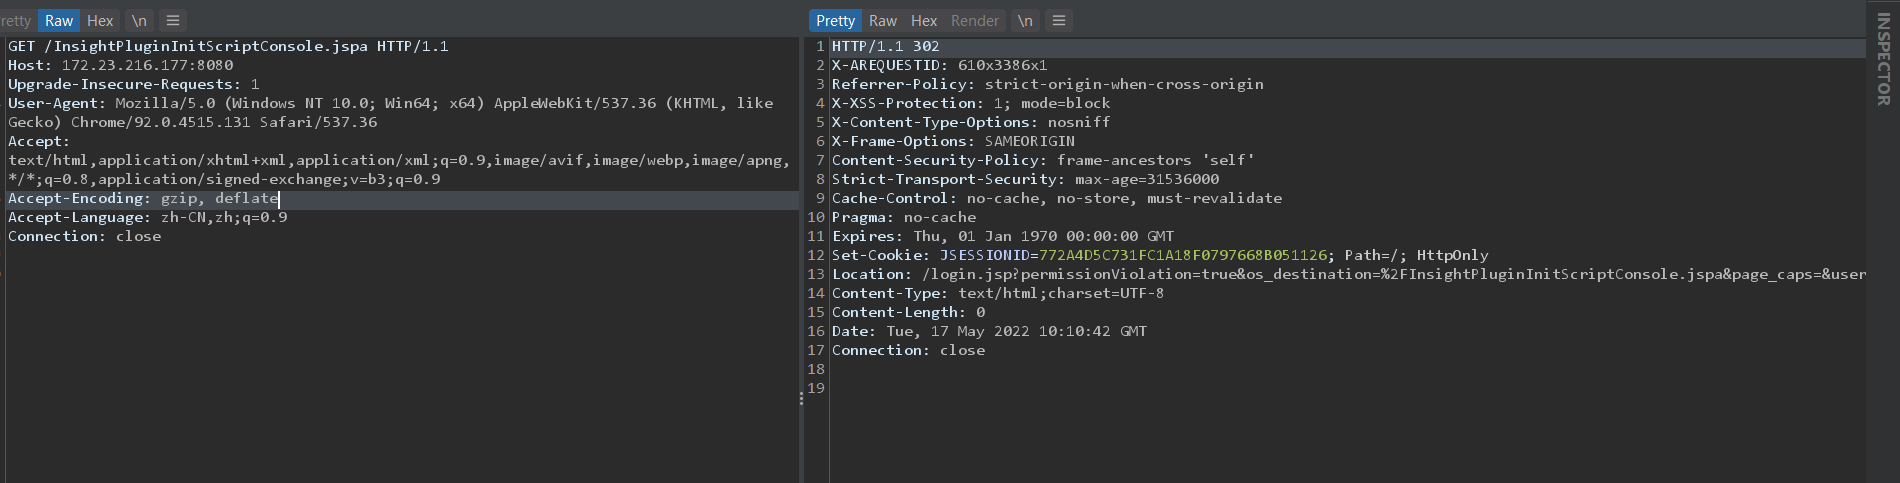 retty Raw Hex \n
GET /InsightPluginInitScriptConsole.jspa HTTP/1.1
Host: 172.23.216.177:8080
Upgrade-Insecure-Requests: 1
User-Agent: Mozilla/5.0 (Windows NT 10.0; Win64; x64) AppleWebKit/537.36 (KHTML, like
Gecko) Chrome/92.0.4515.131 Safari/537.36
Accept:
text/html,application/xhtml+xml,application/xml;q=0.9,image/avif,image/webp,image/apng,
*/*;q=0.8,application/signed-exchange;v=b3;q=0.9
Accept-Encoding: gzip, deflate
Accept-Language: zh-CN,zh;q=0.9
Connection: close
Pretty Raw Hex Render \n
1 HTTP/1.1 302
2 X-AREQUESTID: 610x3386x1
3 Referrer-Policy: strict-origin-when-cross-origin
4 X-XSS-Protection: 1; mode=block
5 X-Content-Type-Options: nosniff
6 X-Frame-Options: SAMEORIGIN
7 Content-Security-Policy: frame-ancestors 'self'
8 Strict-Transport-Security: max-age=31536000
9 Cache-Control: no-cache, no-store, must-revalidate
10 Pragma: no-cache
11 Expires: Thu, 01 Jan 1970 00:00:00 GMT
12 Set-Cookie: JSESSIONID=772A4D5C731FC1A18F0797668B051126; Path=/; HttpOnly
13 Location: /login.jsp?permissionViolation=true&os_destination=%2FInsightPluginInitScriptConsole.jspa&page_caps=&user
14 Content-Type: text/html;charset=UTF-8
15 Content-Length: 0
16 Date: Tue, 17 May 2022 10:10:42 GMT
17 Connection: close
18
19
INSPECTOR